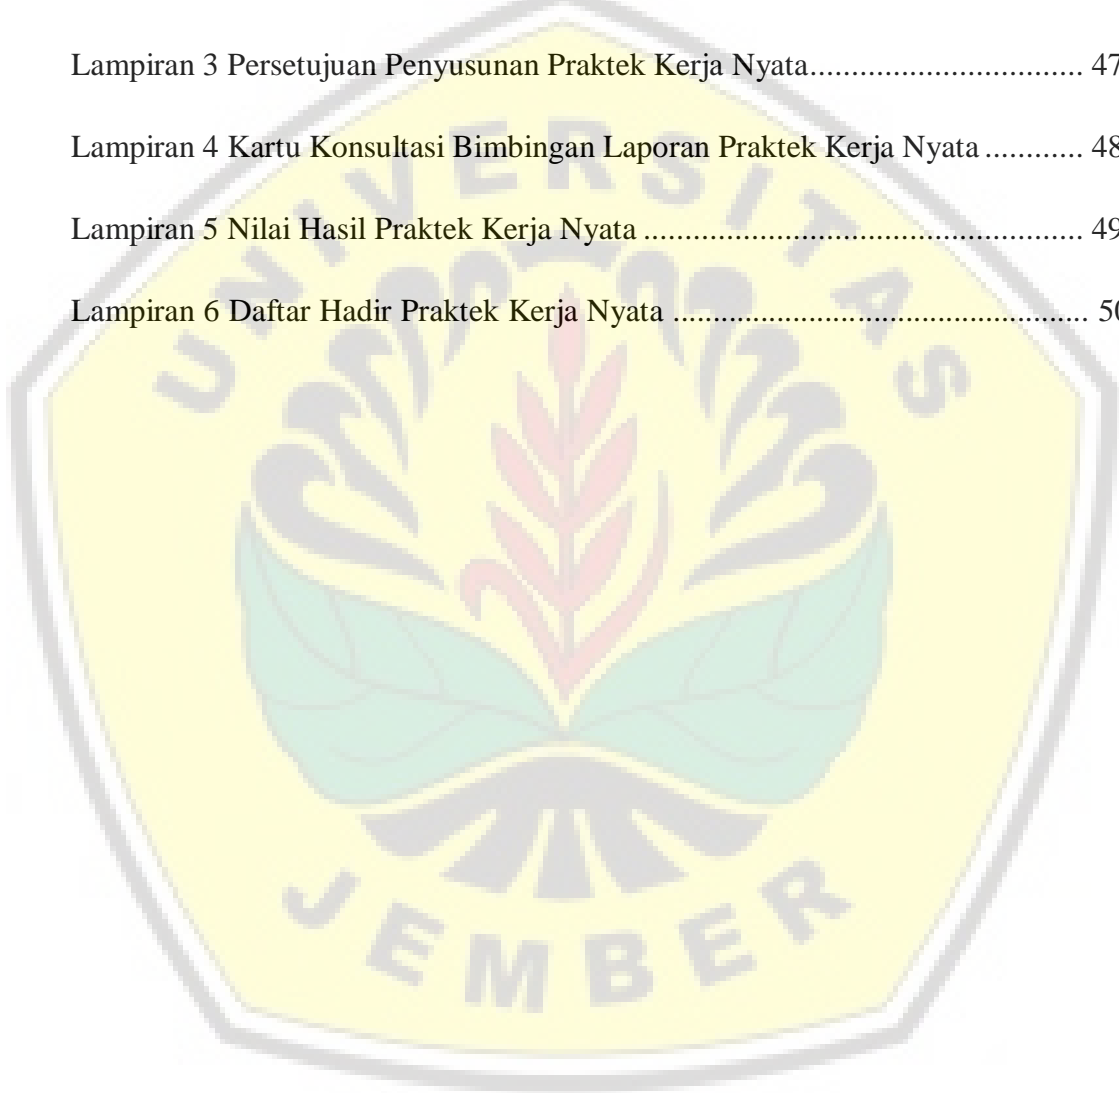 Lampiran 3 Persetujuan Penyusunan Praktek Kerja Nyata................................. 47
Lampiran 4 Kartu Konsultasi Bimbingan Laporan Praktek Kerja Nyata ............ 48
Lampiran 5 Nilai Hasil Praktek Kerja Nyata ..................................................... 49
Lampiran 6 Daftar Hadir Praktek Kerja Nyata .................................................. 50
UNIVERSITAS
JEMBER